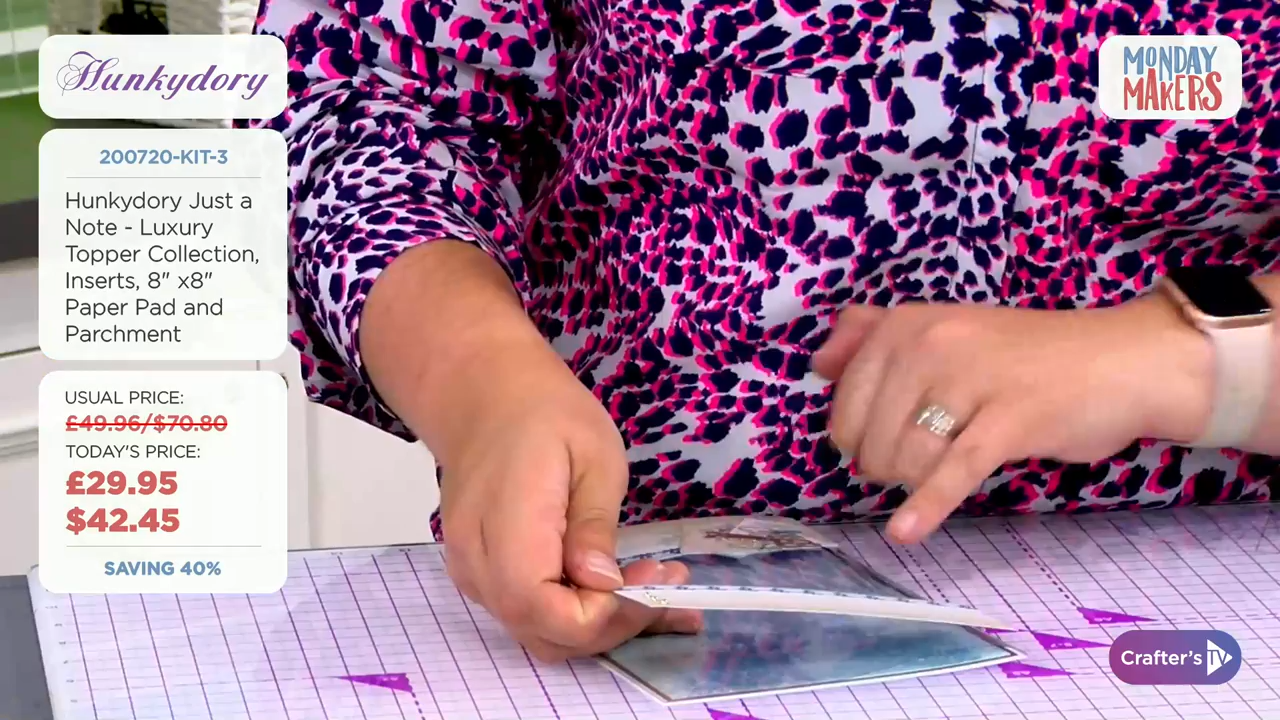 Hunkydory
MONDAY
MAKERS
200720-KIT-3
Hunkydory Just a
Note - Luxury
Topper Collection,
Inserts, 8" x8"
Paper Pad and
Parchment
USUAL PRICE:
£49.96/$70.80
TODAY'S PRICE:
£29.95
$42.45
SAVING 40%
Crafter's TV